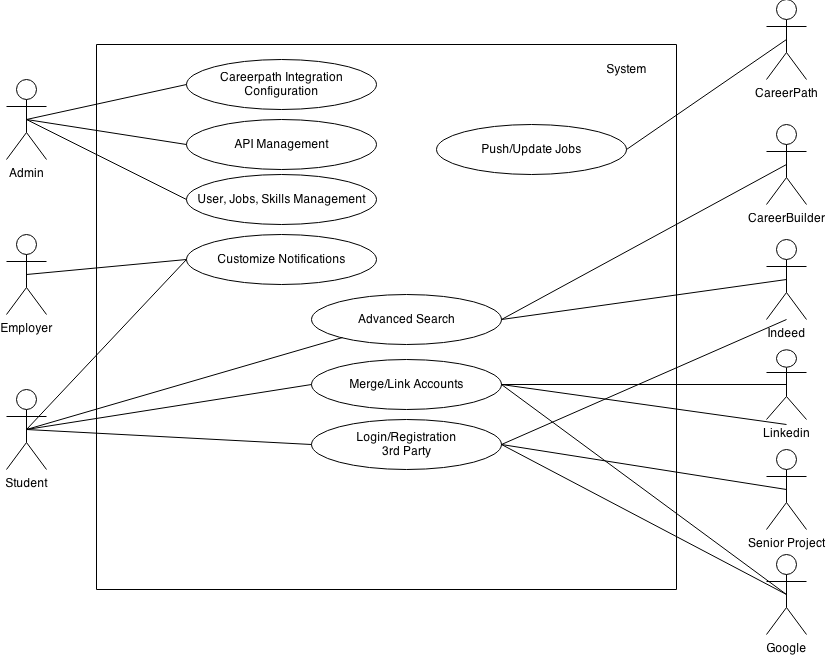 System
Careerpath Integration
Configuration
CareerPath
API Management
Push/Update Jobs
Admin
User, Jobs, Skills Management
CareerBuilder
Customize Notifications
Employer
Advanced Search
Indeed
Merge/Link Accounts
Linkedin
Login/Registration
3rd Party
Student
Senior Project
Google